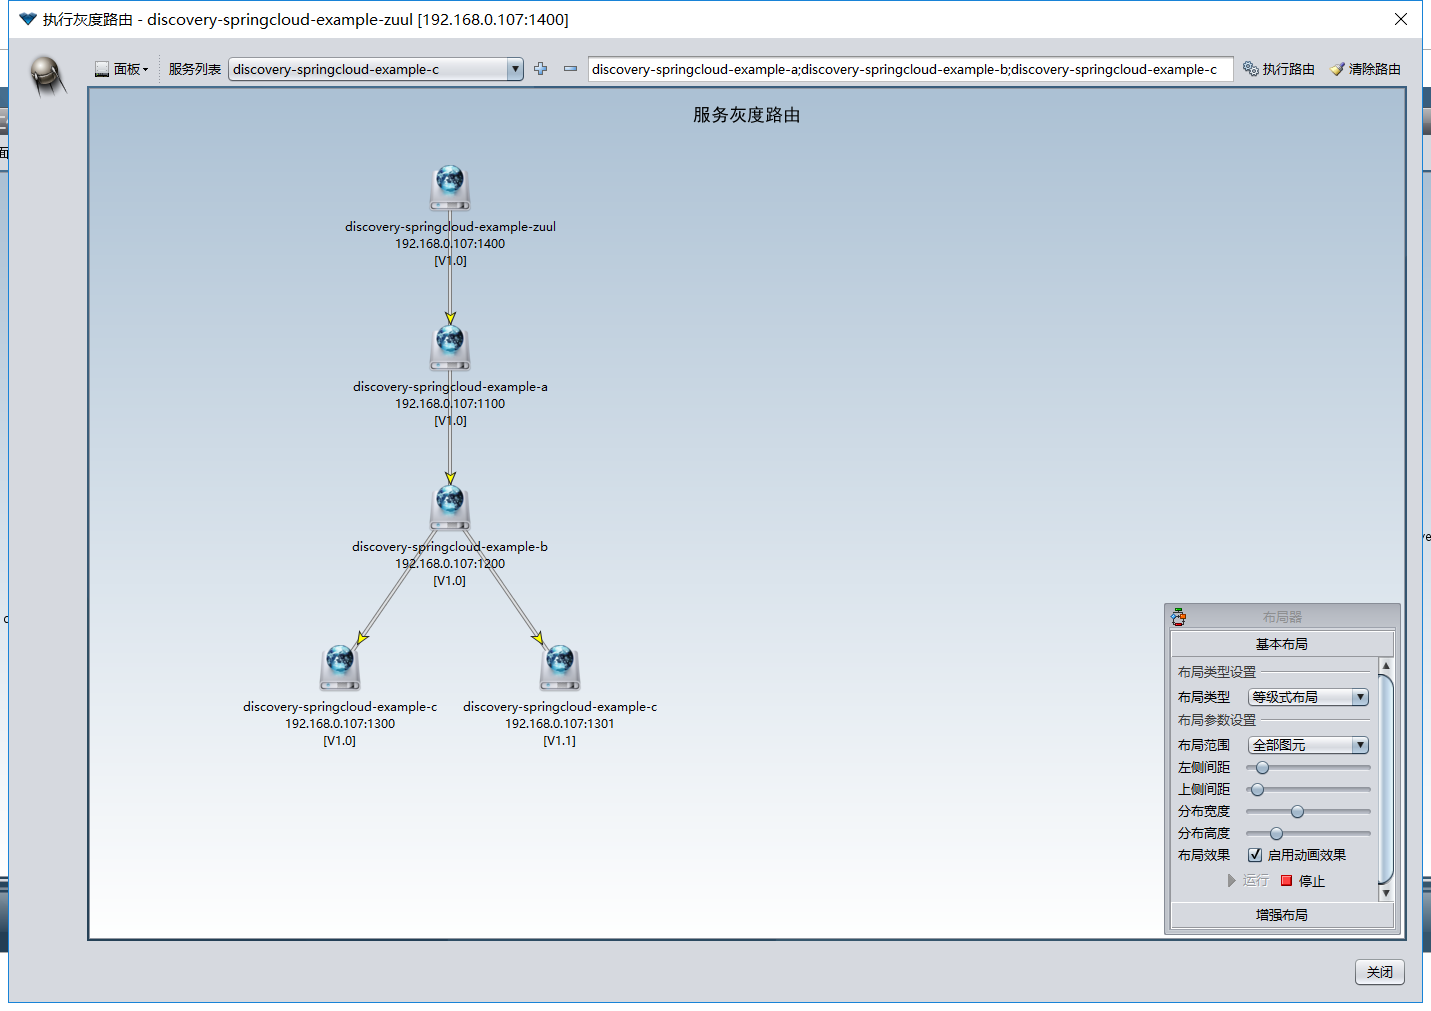 执行灰度路由 - discovery-springcloud-example-zuul [192.168.0.107:1400]
面板 服务列表 discovery-springcloud-example-c discovery-springcloud-example-a;discovery-springcloud-example-b;discovery-springcloud-example-c 执行路由 清除路由
服务灰度路由
discovery-springcloud-example-zuul
192.168.0.107:1400
[V1.0]
discovery-springcloud-example-a
192.168.0.107:1100
[V1.0]
discovery-springcloud-example-b
192.168.0.107:1200
[V1.0]
discovery-springcloud-example-c
192.168.0.107:1300
[V1.0]
discovery-springcloud-example-c
192.168.0.107:1301
[V1.1]
布局器
基本布局
布局类型设置
布局类型 等级式布局
布局参数设置
布局范围 全部图元
左侧间距
上侧间距
分布宽度
分布高度
布局效果 启用动画效果
运行 停止
增强布局
关闭